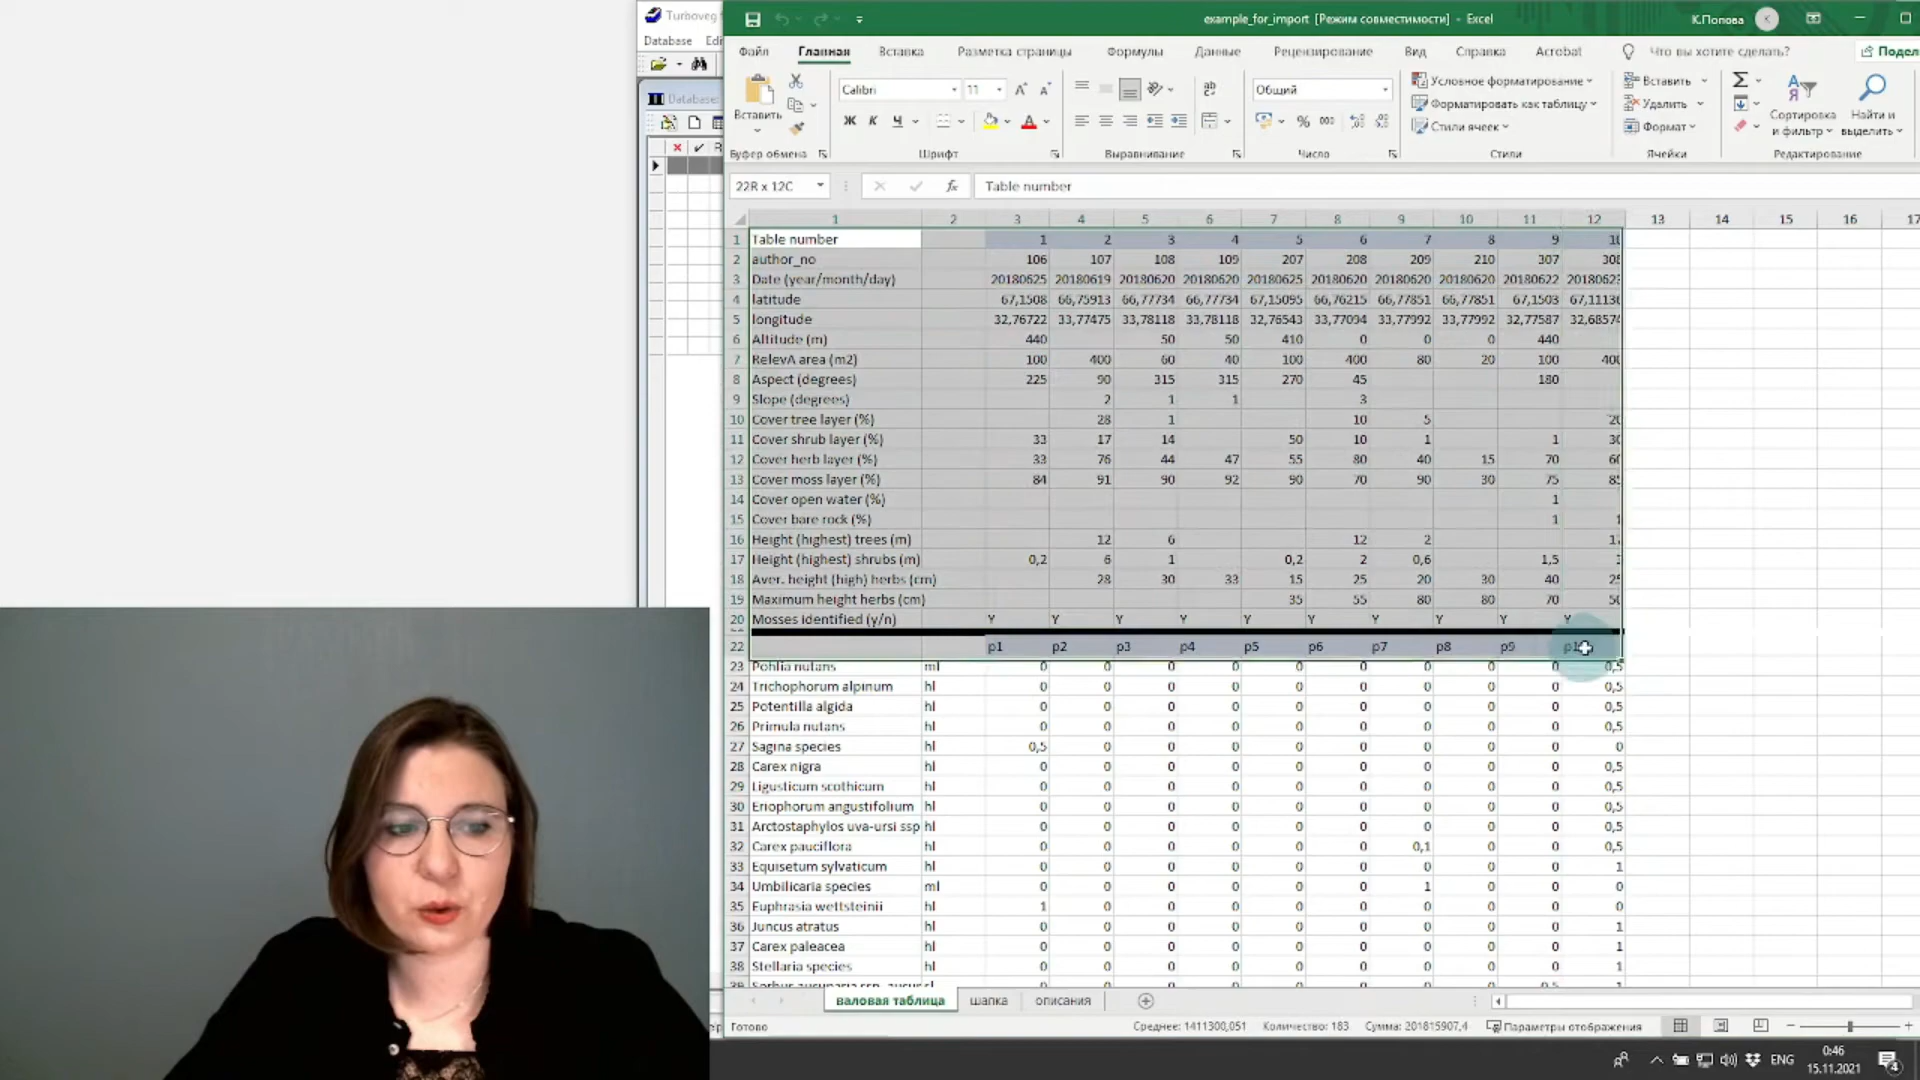 Turboveg
Database Edi
Database:
example_for_import [Режим совместимости] - Excel
К.Попова
К
Файл Главная Вставка Разметка страницы Формулы Данные Рецензирование Вид Справка Acrobat Что вы хотите сделать? Подел
Вставить
Calibri 11
Ж К Ч
Общий
% 000
Условное форматирование
Форматировать как таблицу
Стили ячеек
Вставить
Удалить
Формат
Сортировка и фильтр
Найти и выделить
Буфер обмена Шрифт Выравнивание Число Стили Ячейки Редактирование
22R x 12C fx Table number
1 2 3 4 5 6 7 8 9 10 11 12 13 14 15 16 17
1 Table number 1 2 3 4 5 6 7 8 9
2 author_no 106 107 108 109 207 208 209 210 307
3 Date (year/month/day) 20180625 20180619 20180620 20180620 20180625 20180620 20180620 20180620 20180622
4 latitude 67,1508 66,75913 66,77734 66,77734 67,15095 66,76215 66,77851 66,77851 67,1503
5 longitude 32,76722 33,77475 33,78118 33,78118 32,76543 33,77094 33,77992 33,77992 32,77587
6 Altitude (m) 440 50 50 410 0 0 0 440
7 RelevA area (m2) 100 400 60 40 100 400 80 20 100
8 Aspect (degrees) 225 90 315 315 270 45 180
9 Slope (degrees) 2 1 1 3
10 Cover tree layer (%) 28 1 10 5
11 Cover shrub layer (%) 33 17 14 50 10 1 1
12 Cover herb layer (%) 33 76 44 47 55 80 40 15 70
13 Cover moss layer (%) 84 91 90 92 90 70 90 30 75
14 Cover open water (%) 1
15 Cover bare rock (%) 1
16 Height (highest) trees (m) 12 6 12 2
17 Height (highest) shrubs (m) 0,2 6 1 0,2 2 0,6 1,5
18 Aver. height (high) herbs (cm) 28 30 33 15 25 20 30 40
19 Maximum height herbs (cm) 35 55 80 80 70
20 Mosses identified (y/n) Y Y Y Y Y Y Y Y Y Y
22 p1 p2 p3 p4 p5 p6 p7 p8 p9
23 Pohlia nutans ml 0 0 0 0 0 0 0 0 0 0,5
24 Trichophorum alpinum hl 0 0 0 0 0 0 0 0 0 0,5
25 Potentilla algida hl 0 0 0 0 0 0 0 0 0 0,5
26 Primula nutans hl 0 0 0 0 0 0 0 0 0 0,5
27 Sagina species hl 0,5 0 0 0 0 0 0 0 0 0
28 Carex nigra hl 0 0 0 0 0 0 0 0 0 0,5
29 Ligusticum scothicum hl 0 0 0 0 0 0 0 0 0 0,5
30 Eriophorum angustifolium hl 0 0 0 0 0 0 0 0 0 0,5
31 Arctostaphylos uva-ursi ssp hl 0 0 0 0 0 0 0 0 0 0,5
32 Carex pauciflora hl 0 0 0 0 0 0 0,1 0 0 0,5
33 Equisetum sylvaticum hl 0 0 0 0 0 0 0 0 0 1
34 Umbilicaria species ml 0 0 0 0 0 0 1 0 0 0
35 Euphrasia wettsteinii hl 1 0 0 0 0 0 0 0 0 0
36 Juncus atratus hl 0 0 0 0 0 0 0 0 0 1
37 Carex paleacea hl 0 0 0 0 0 0 0 0 0 1
38 Stellaria species hl 0 0 0 0 0 0 0 0 0 1
валовая таблица шапка описания
Готово Среднее: 1411300,051 Количество: 183 Сумма: 201815907,4 Параметры отображения
ENG 0:46
15.11.2021
4